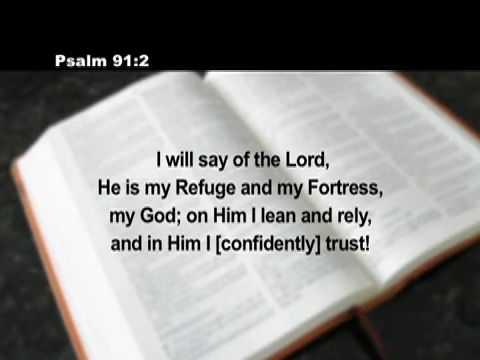 Psalm 91:2
I will say of the Lord,
He is my Refuge and my Fortress,
my God; on Him I lean and rely,
and in Him I [confidently] trust!